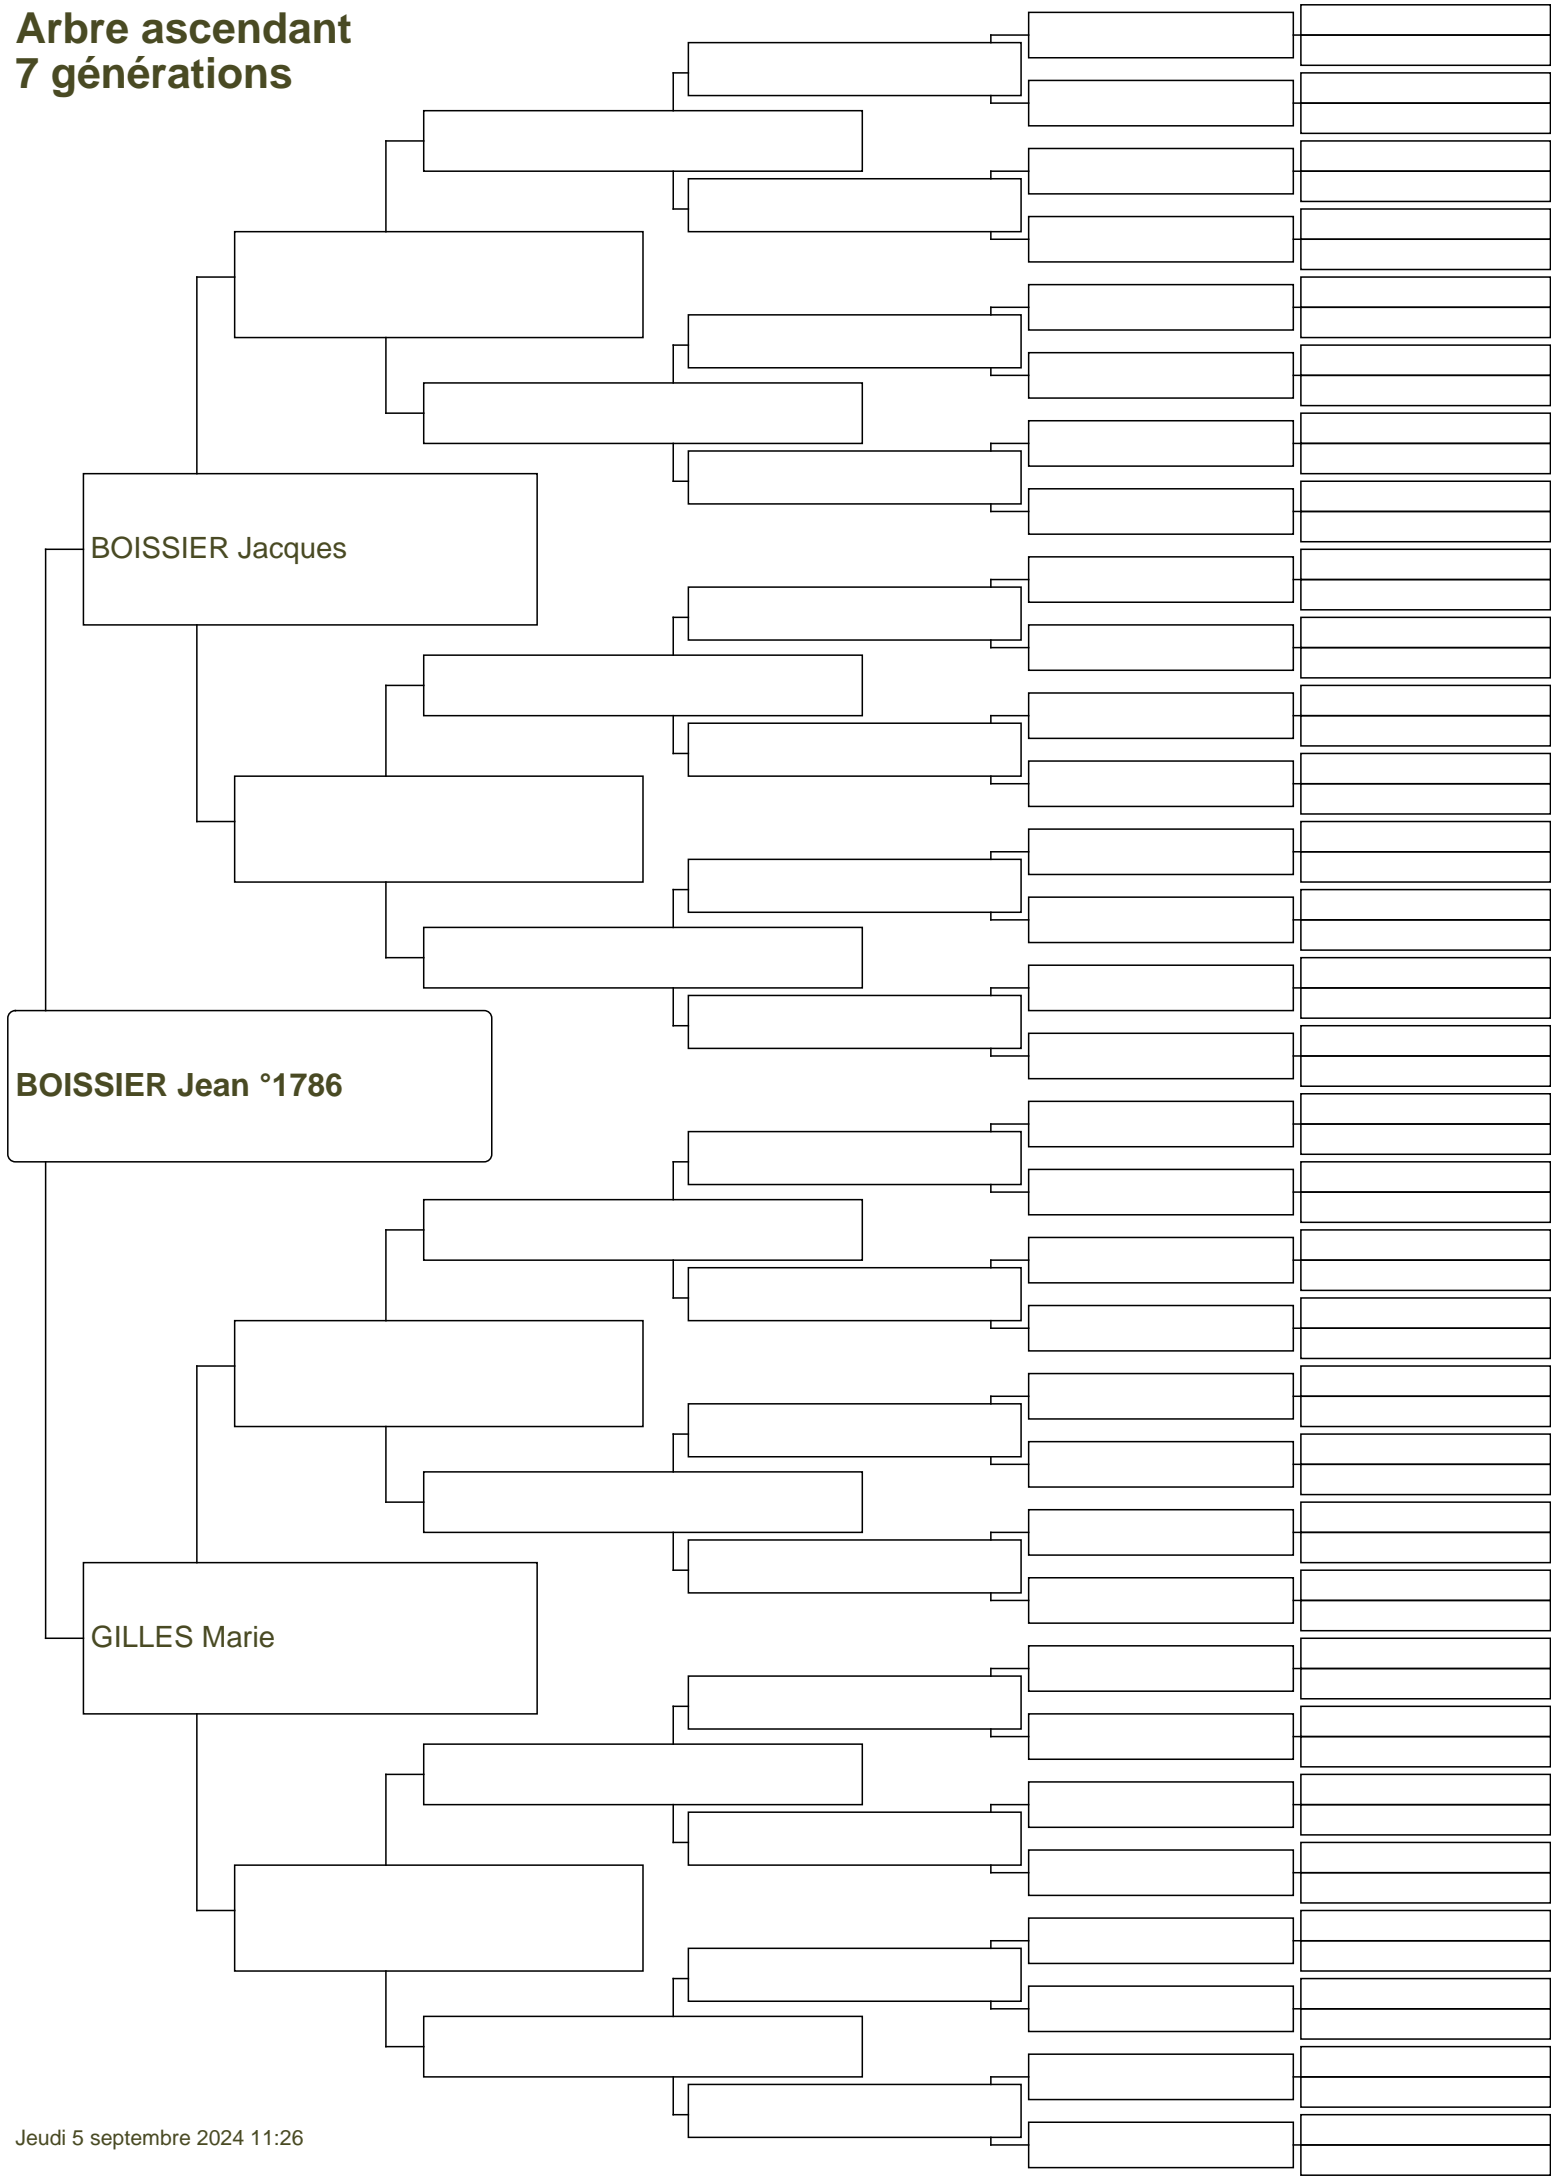 Arbre ascendant
7 générations
BOISSIER Jacques
BOISSIER Jean °1786
GILLES Marie
Jeudi 5 septembre 2024 11:26